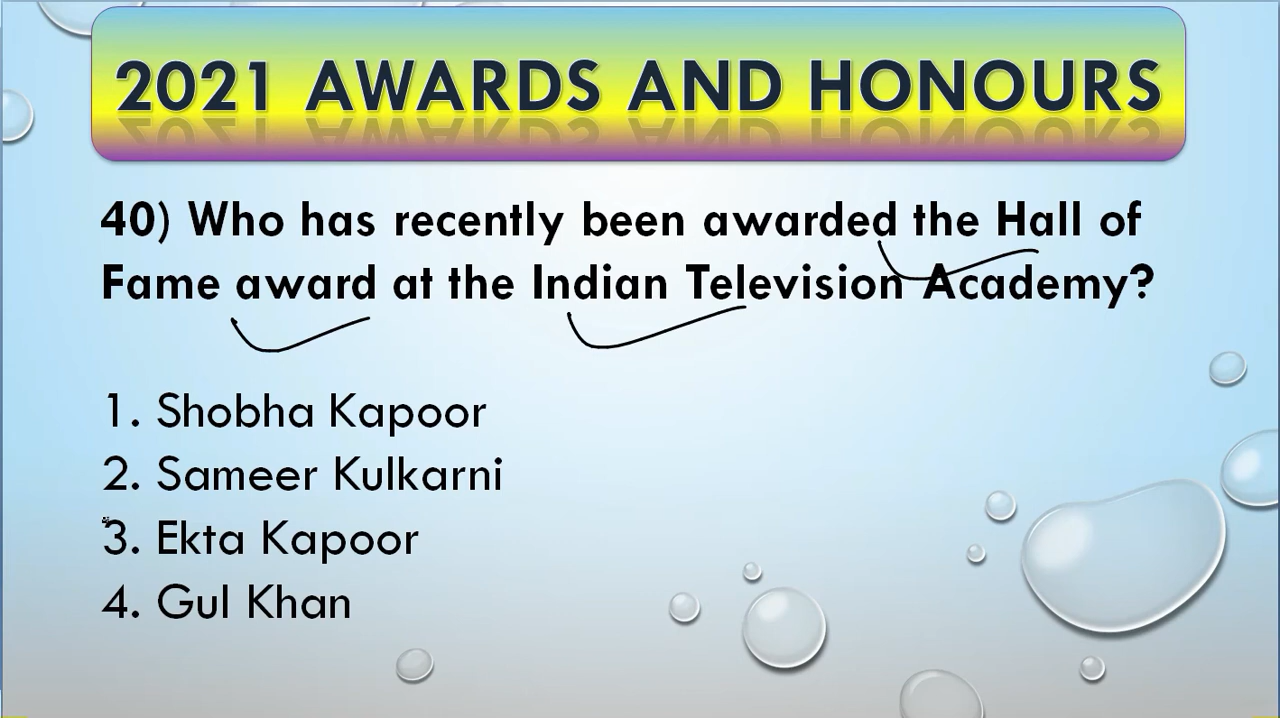 2021 AWARDS AND HONOURS
40) Who has recently been awarded the Hall of
Fame award at the Indian Television Academy?
1. Shobha Kapoor
2. Sameer Kulkarni
3. Ekta Kapoor
4. Gul Khan